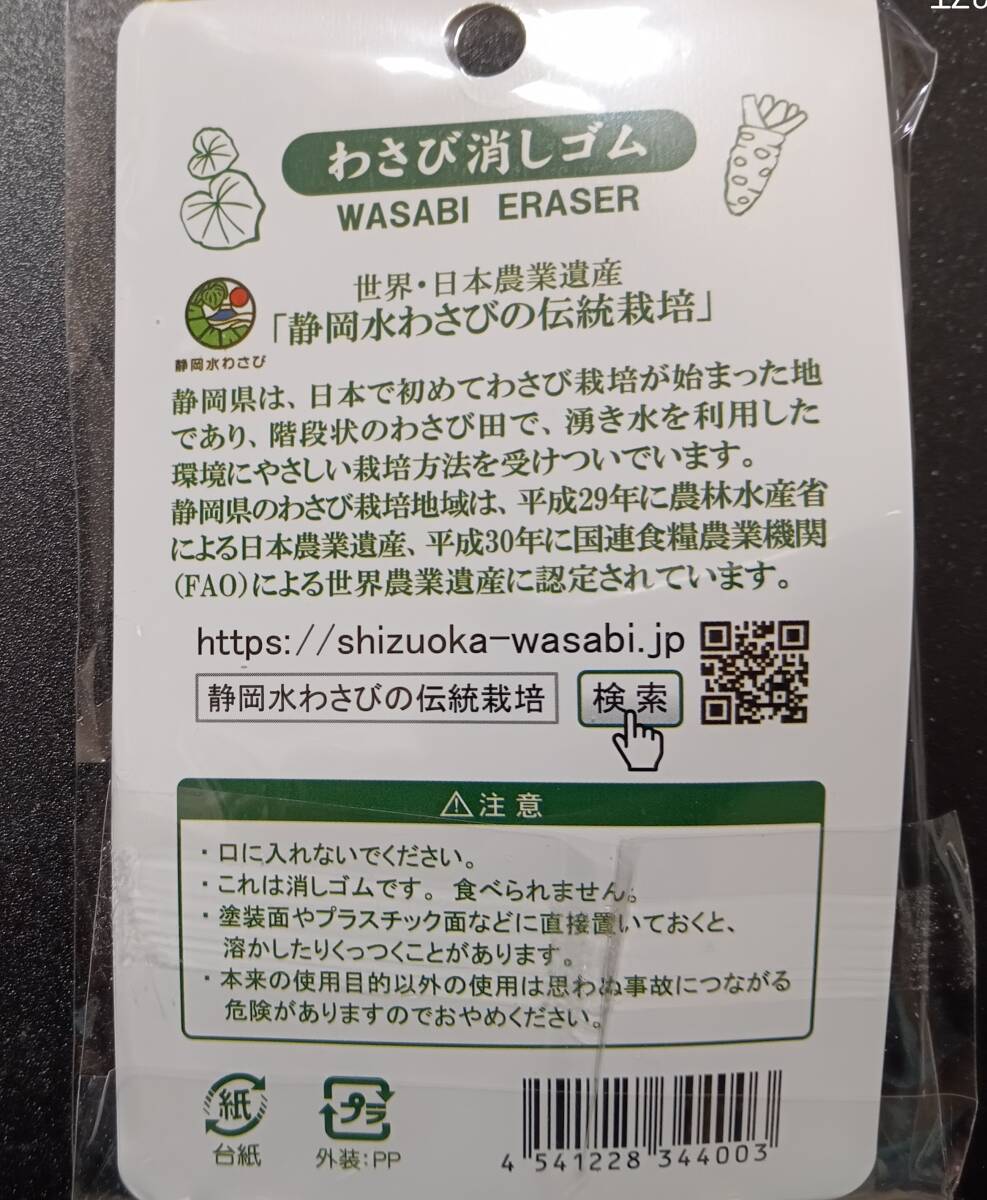 わさび消しゴム
WASABI ERASER
世界・日本農業遺産
「静岡水わさびの伝統栽培」
静岡水わさび
静岡県は、日本で初めてわさび栽培が始まった地
であり、階段状のわさび田で、湧き水を利用した
環境にやさしい栽培方法を受けついでいます。
静岡県のわさび栽培地域は、平成29年に農林水産省
による日本農業遺産、平成30年に国連食糧農業機関
(FAO)による世界農業遺産に認定されています。
https://shizuoka-wasabi.jp
静岡水わさびの伝統栽培 検索
⚠注意
・口に入れないでください。
・これは消しゴムです。食べられません。
・塗装面やプラスチック面などに直接置いておくと、
溶かしたりくっつくことがあります。
・本来の使用目的以外の使用は思わぬ事故につながる
危険がありますのでおやめください。
紙 プラ
台紙 外装:PP
4 541228 344003